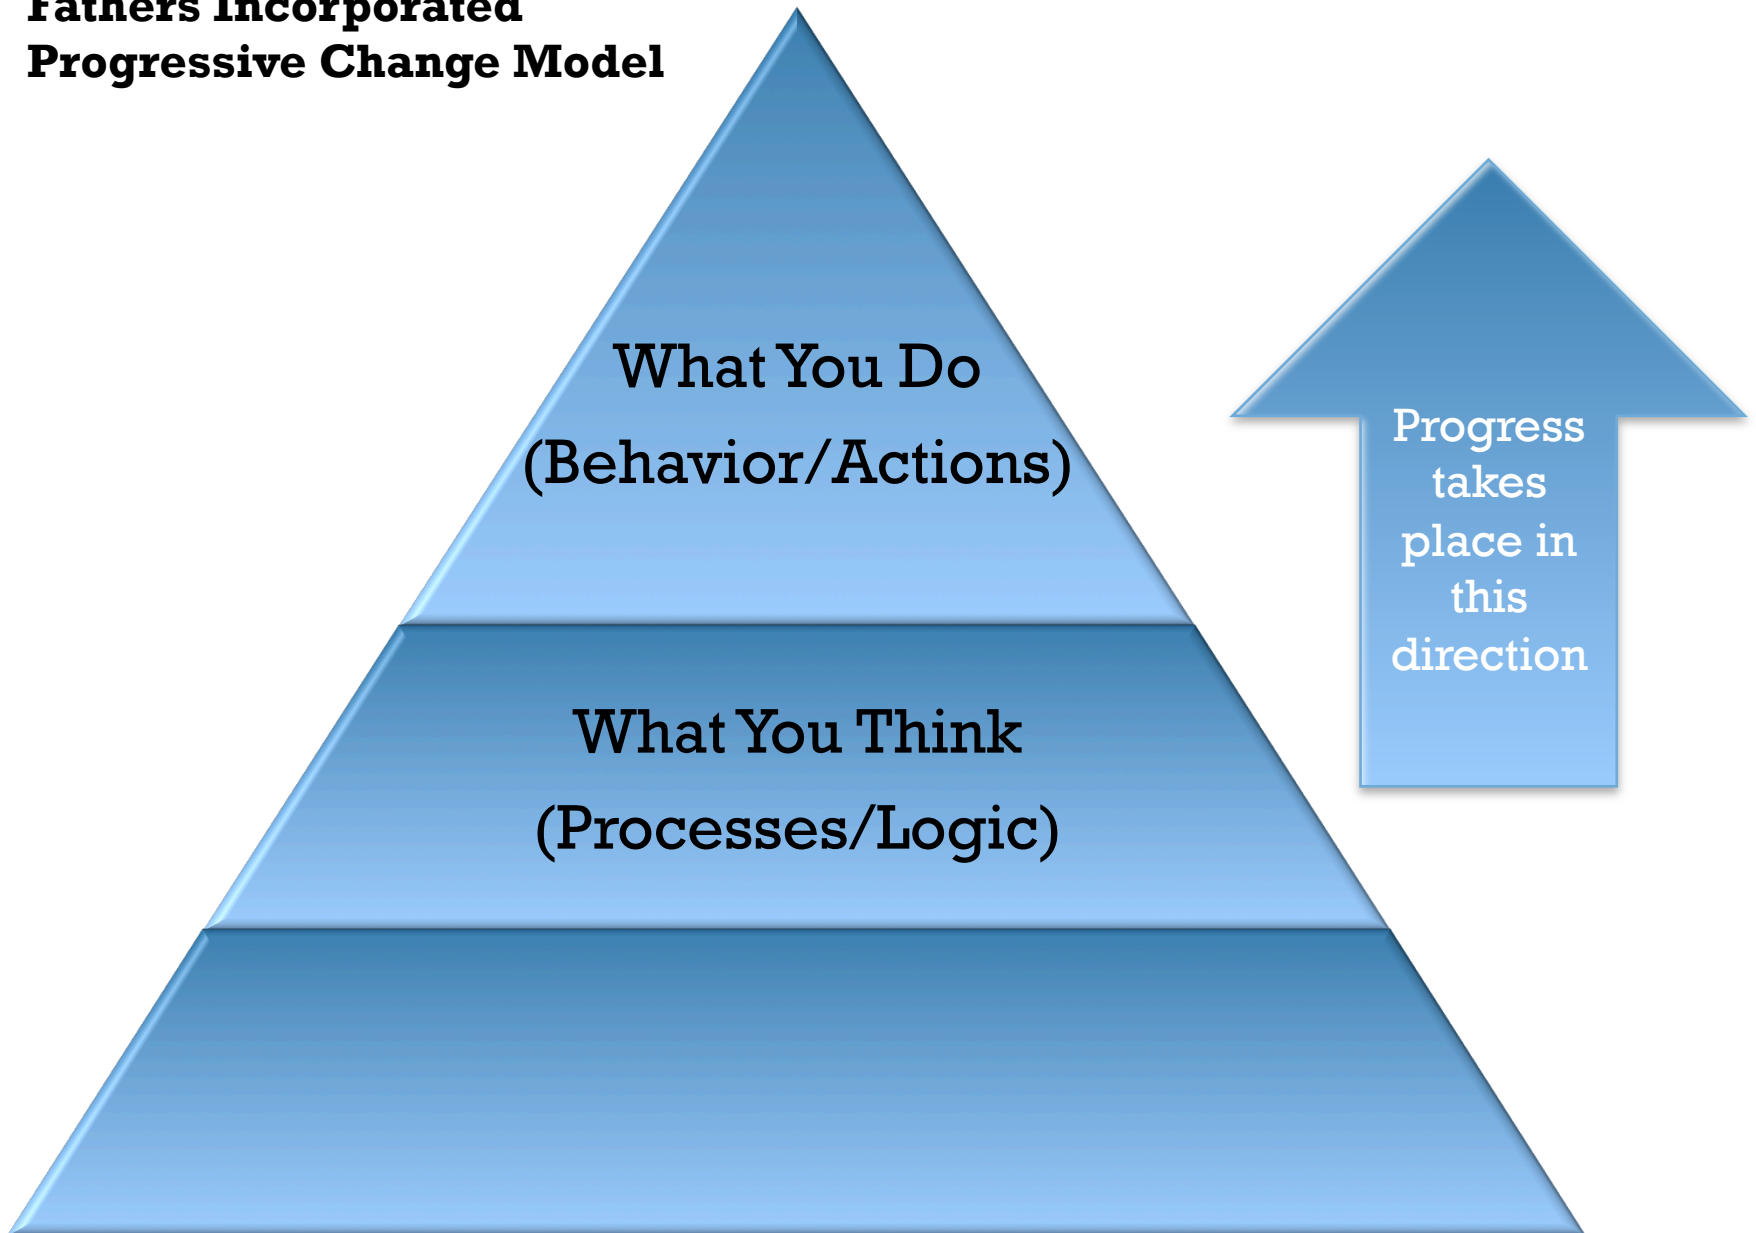 Fathers Incorporated
Progressive Change Model
What You Do
(Behavior/Actions)
What You Think
(Processes/Logic)
Progress
takes
place in
this
direction